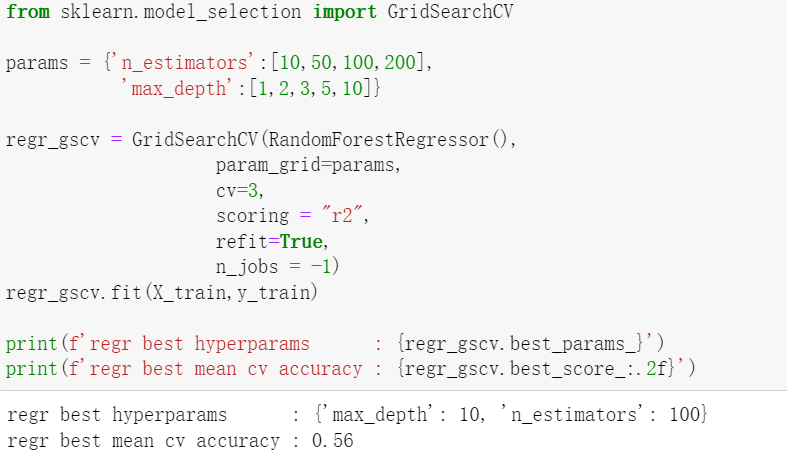 from sklearn.model_selection import GridSearchCV
params = {'n_estimators':[10,50,100,200],
'max_depth':[1,2,3,5,10]}
regr_gscv = GridSearchCV(RandomForestRegressor(),
param_grid=params,
cv=3,
scoring = "r2",
refit=True,
n_jobs = -1)
regr_gscv.fit(X_train,y_train)
print(f'regr best hyperparams      : {regr_gscv.best_params_}')
print(f'regr best mean cv accuracy : {regr_gscv.best_score_:.2f}')
regr best hyperparams      : {'max_depth': 10, 'n_estimators': 100}
regr best mean cv accuracy : 0.56